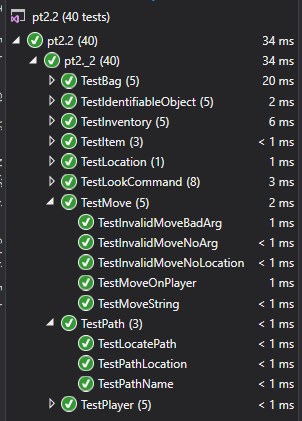 pt2.2 (40 tests)
pt2.2 (40) 34 ms
pt2._2 (40) 34 ms
TestBag (5) 20 ms
TestIdentifiableObject (5) 2 ms
TestInventory (5) 6 ms
TestItem (3) < 1 ms
TestLocation (1) 1 ms
TestLookCommand (8) 3 ms
TestMove (5) 2 ms
TestInvalidMoveBadArg 1 ms
TestInvalidMoveNoArg < 1 ms
TestInvalidMoveNoLocation < 1 ms
TestMoveOnPlayer 1 ms
TestMoveString < 1 ms
TestPath (3) < 1 ms
TestLocatePath < 1 ms
TestPathLocation < 1 ms
TestPathName < 1 ms
TestPlayer (5) < 1 ms